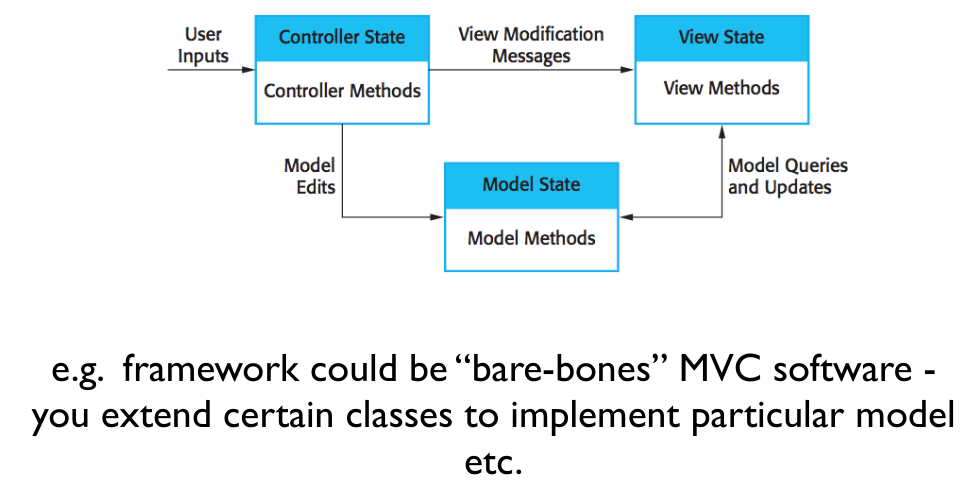 User
Inputs
Controller State
Controller Methods
View Modification
Messages
View State
View Methods
Model
Edits
Model State
Model Methods
Model Queries
and Updates
e.g. framework could be “bare-bones” MVC software -
you extend certain classes to implement particular model
etc.